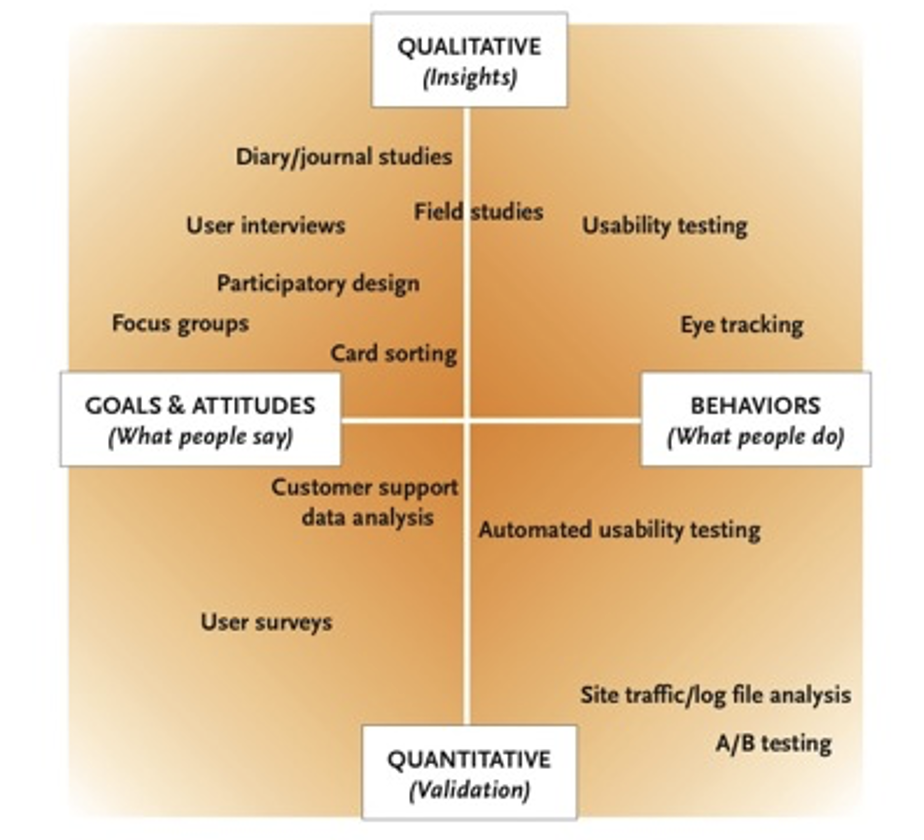 QUALITATIVE
(Insights)
Diary/journal studies
Field studies
User interviews
Usability testing
Participatory design
Focus groups
Eye tracking
Card sorting
GOALS & ATTITUDES
(What people say)
BEHAVIORS
(What people do)
Customer support
data analysis
Automated usability testing
User surveys
Site traffic/log file analysis
A/B testing
QUANTITATIVE
(Validation)